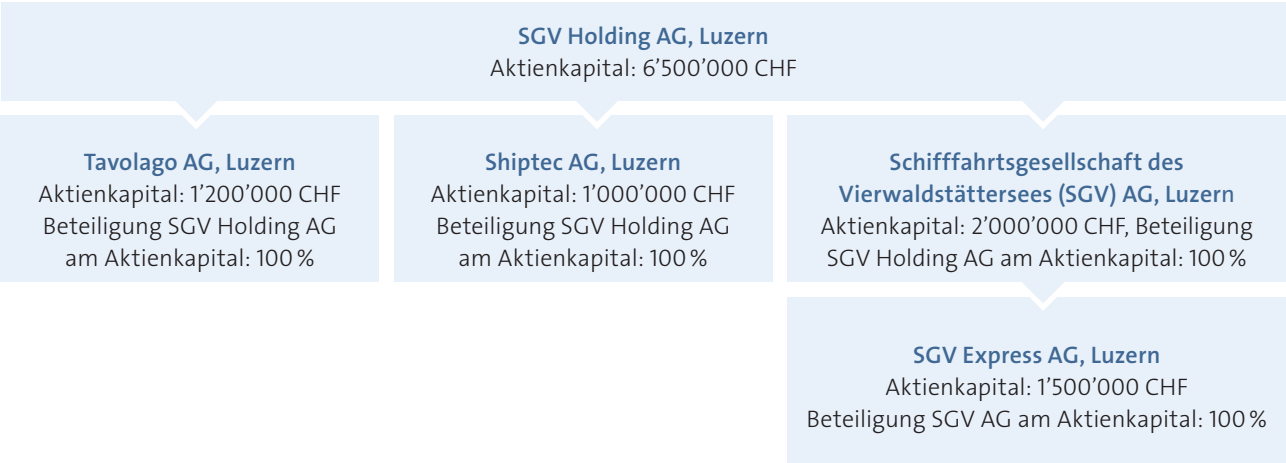 SGV Holding AG, Luzern
Aktienkapital: 6’500’000 CHF
Tavolago AG, Luzern
Aktienkapital: 1’200’000 CHF
Beteiligung SGV Holding AG
am Aktienkapital: 100 %
Shiptec AG, Luzern
Aktienkapital: 1’000’000 CHF
Beteiligung SGV Holding AG
am Aktienkapital: 100 %
Schifffahrtsgesellschaft des
Vierwaldstättersees (SGV) AG, Luzern
Aktienkapital: 2’000’000 CHF, Beteiligung
SGV Holding AG am Aktienkapital: 100 %
SGV Express AG, Luzern
Aktienkapital: 1’500’000 CHF
Beteiligung SGV AG am Aktienkapital: 100 %